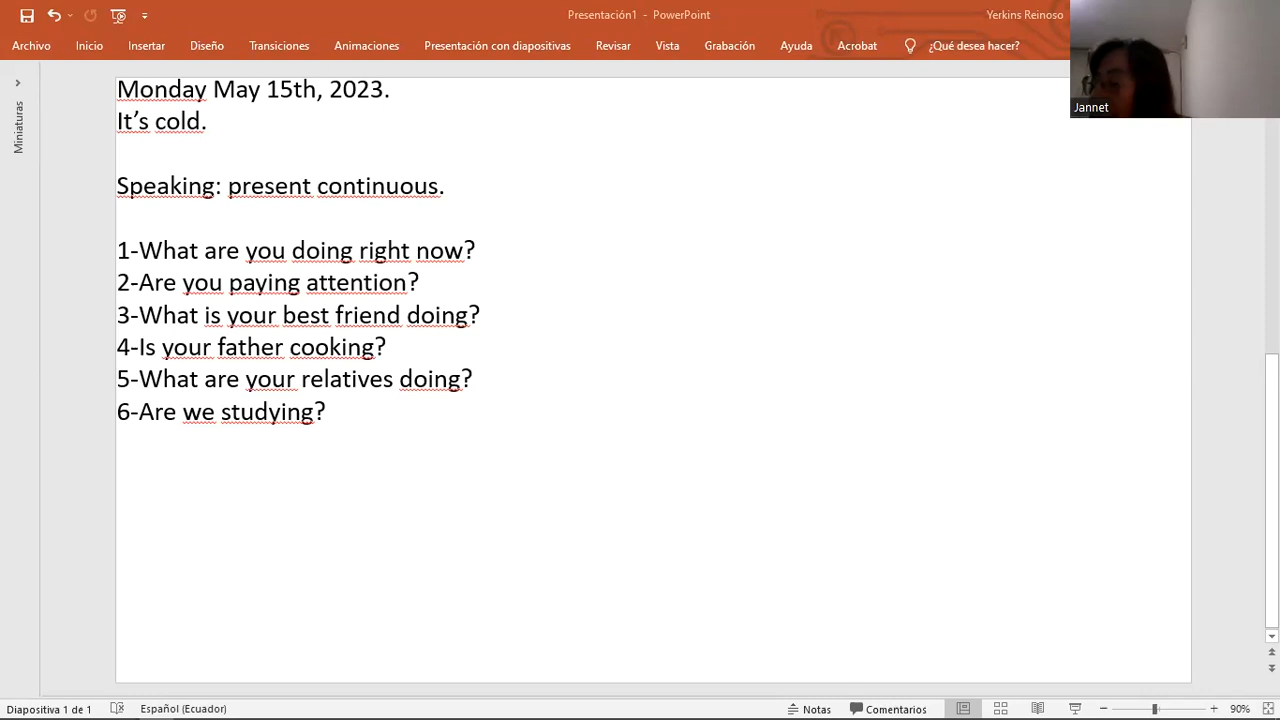 Presentación1 - PowerPoint
Yerkins Reinoso
Archivo Inicio Insertar Diseño Transiciones Animaciones Presentación con diapositivas Revisar Vista Grabación Ayuda Acrobat ¿Qué desea hacer?
Jannet
Miniaturas
Monday May 15th, 2023.
It's cold.
Speaking: present continuous.
1-What are you doing right now?
2-Are you paying attention?
3-What is your best friend doing?
4-Is your father cooking?
5-What are your relatives doing?
6-Are we studying?
Diapositiva 1 de 1 Español (Ecuador) Notas Comentarios 90%